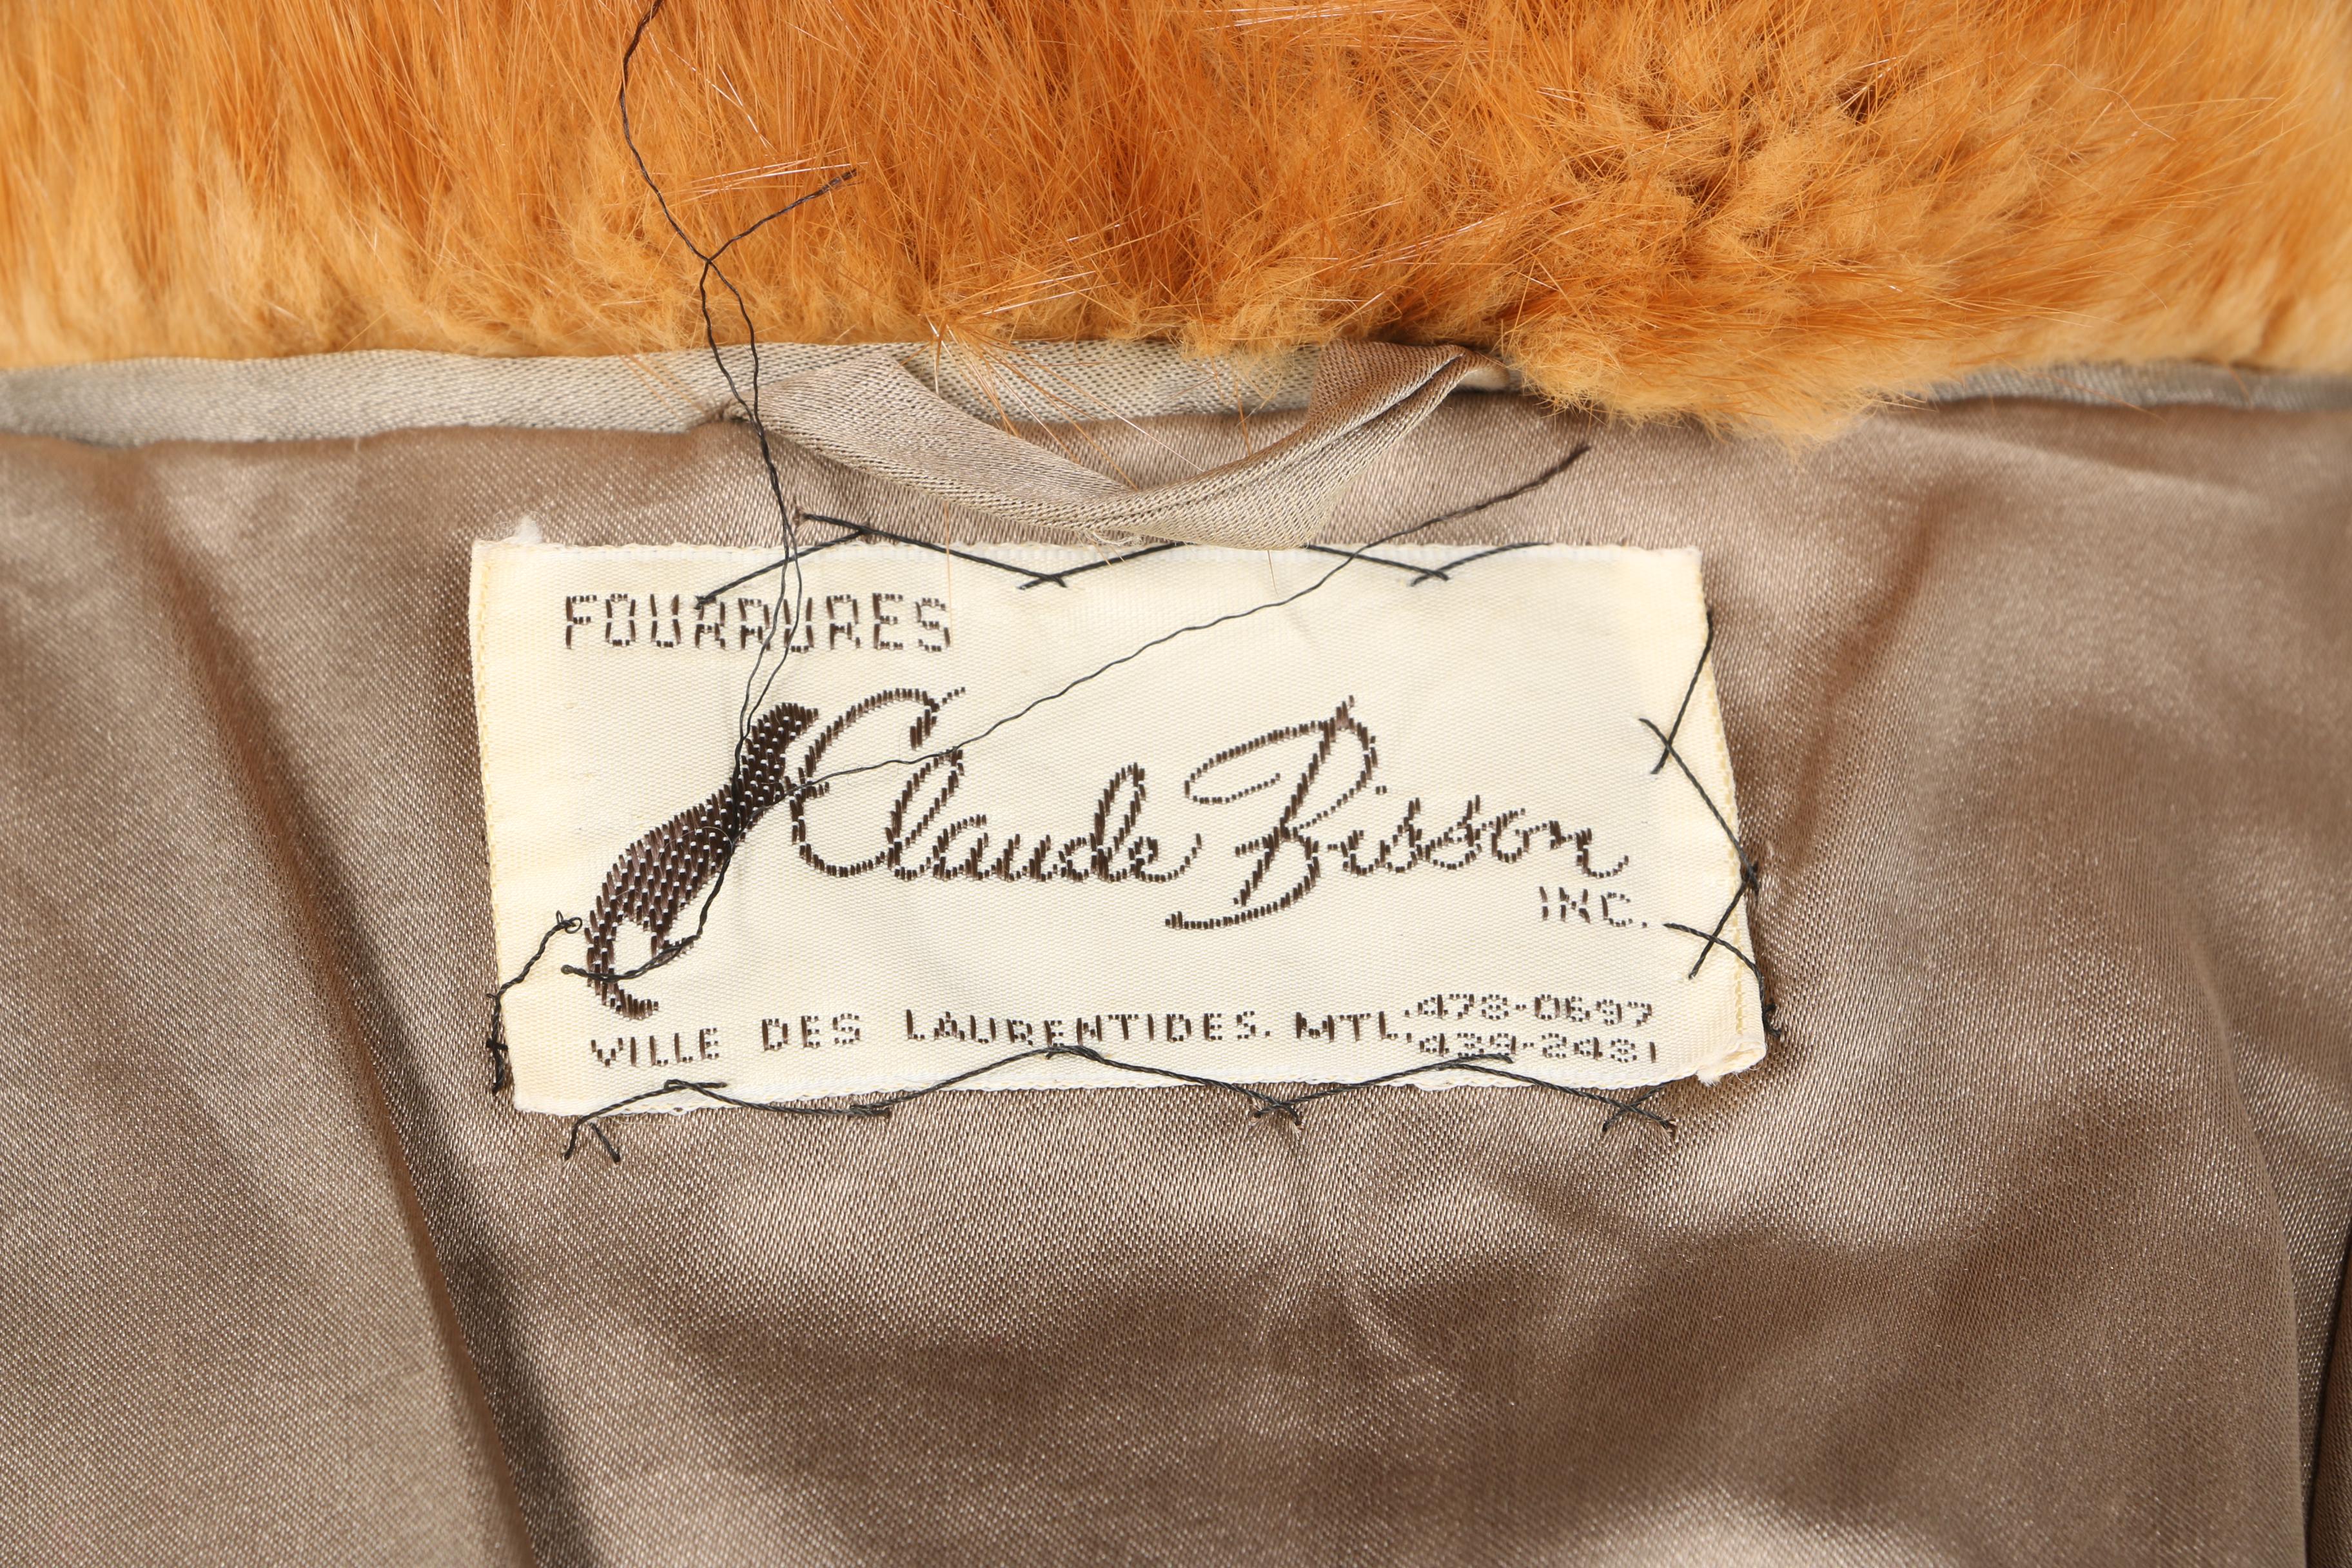 FOURRURES
Claude Bisson
INC.
VILLE DES LAURENTIDES. MTL. 478-0697
439-2481